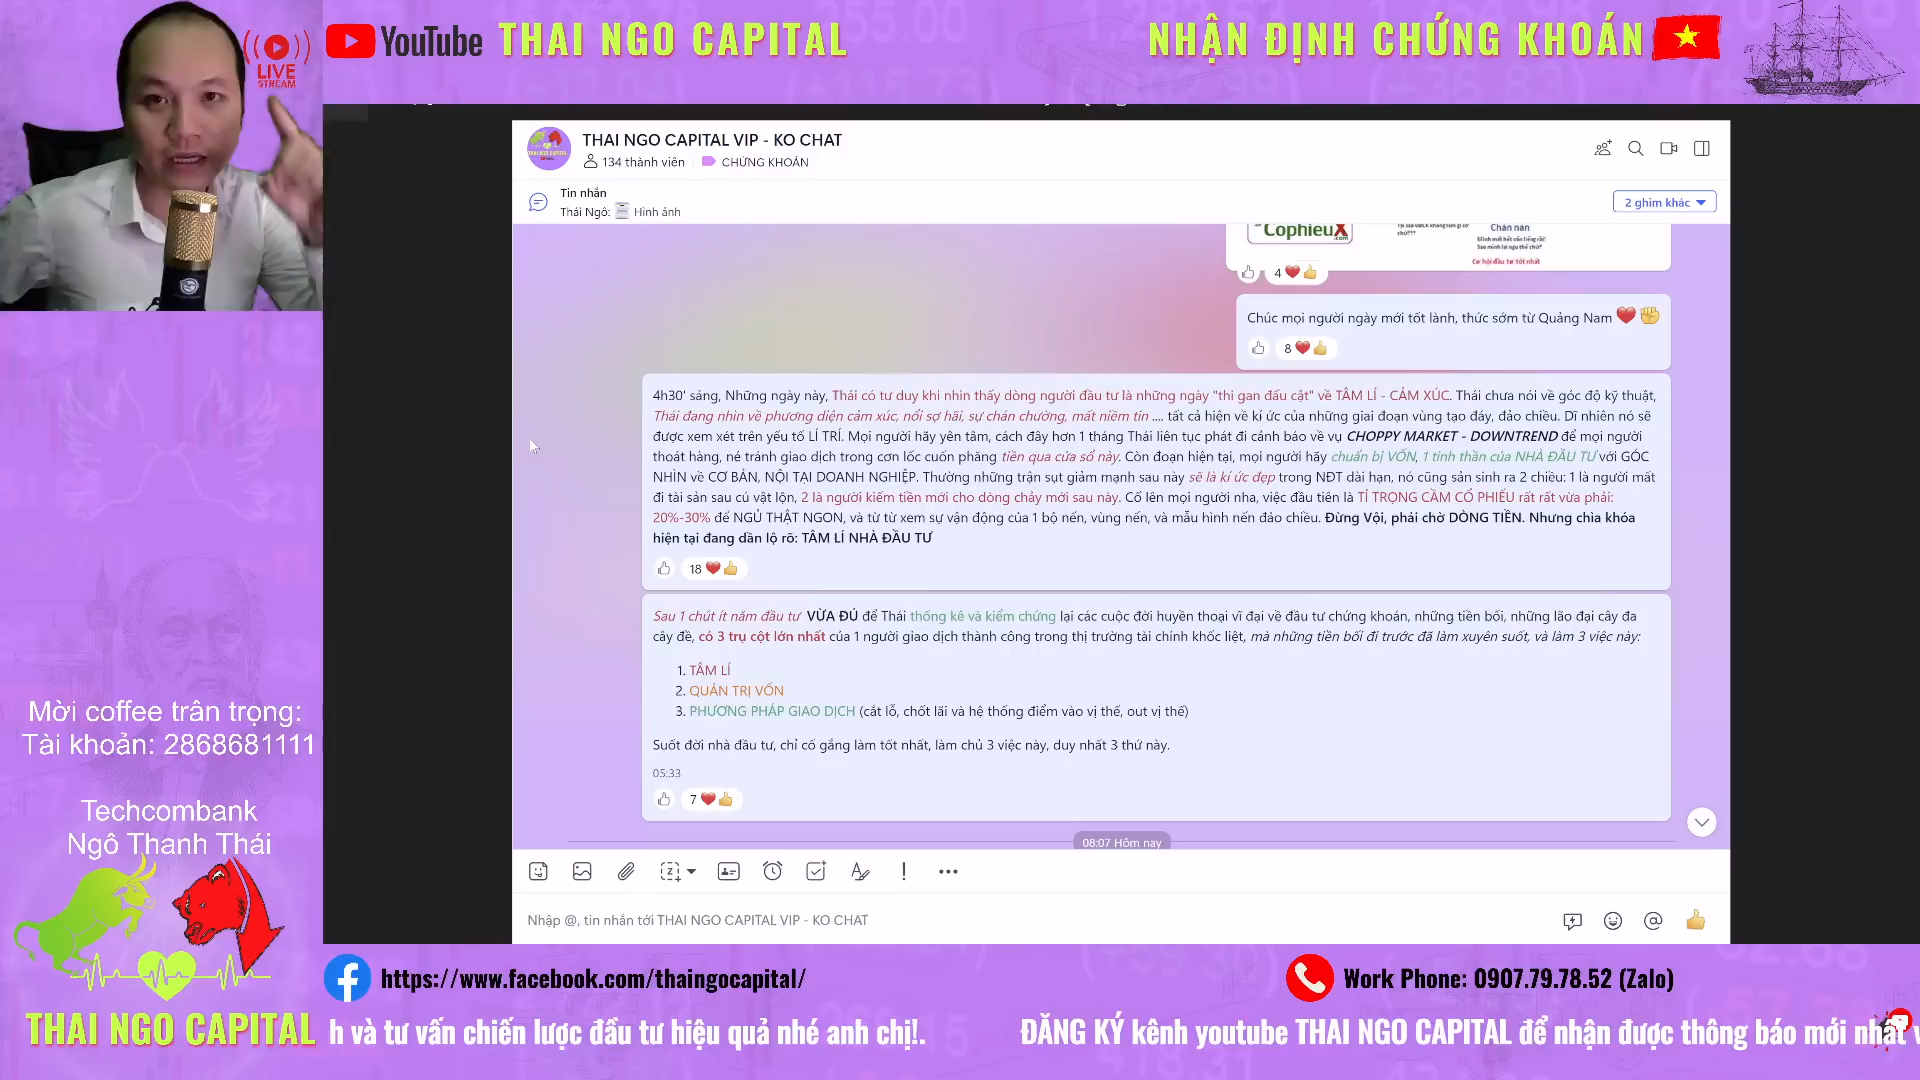 LIVE
STREAM
YouTube THAI NGO CAPITAL
NHẬN ĐỊNH CHỨNG KHOÁN
THAI NGO CAPITAL VIP - KO CHAT
134 thành viên
CHỨNG KHOÁN
Tin nhắn
Thái Ngô: Hình ảnh
2 ghim khác
CophieuX
.com
Chán nản
Mình mất hết vốn liếng rồi!
Sao mình lại ngu thế chứ?
Cơ hội đầu tư tốt nhất
4
Chúc mọi người ngày mới tốt lành, thức sớm từ Quảng Nam ❤️ ✊
8
4h30' sáng, Những ngày này, Thái có tư duy khi nhìn thấy dòng người đầu tư là những ngày "thi gan đấu cật" về TÂM LÍ - CẢM XÚC. Thái chưa nói về góc độ kỹ thuật,
Thái đang nhìn về phương diện cảm xúc, nổi sợ hãi, sự chán chường, mất niềm tin .... tất cả hiện về kí ức của những giai đoạn vùng tạo đáy, đảo chiều. Dĩ nhiên nó sẽ
được xem xét trên yếu tố LÍ TRÍ. Mọi người hãy yên tâm, cách đây hơn 1 tháng Thái liên tục phát đi cảnh báo về vụ CHOPPY MARKET - DOWNTREND để mọi người
thoát hàng, né tránh giao dịch trong cơn lốc cuốn phăng tiền qua cửa sổ này. Còn đoạn hiện tại, mọi người hãy chuẩn bị VỐN, 1 tinh thần của NHÀ ĐẦU TƯ với GÓC
NHÌN về CƠ BẢN, NỘI TẠI DOANH NGHIỆP. Thường những trận sụt giảm mạnh sau này sẽ là kí ức đẹp trong NĐT dài hạn, nó cũng sản sinh ra 2 chiều: 1 là người mất
đi tài sản sau cú vật lộn, 2 là người kiếm tiền mới cho dòng chảy mới sau này. Cố lên mọi người nha, việc đầu tiên là TỈ TRỌNG CẦM CỔ PHIẾU rất rất vừa phải:
20%-30% để NGỦ THẬT NGON, và từ từ xem sự vận động của 1 bộ nến, vùng nến, và mẫu hình nến đảo chiều. Đừng Vội, phải chờ DÒNG TIỀN. Nhưng chìa khóa
hiện tại đang dần lộ rõ: TÂM LÍ NHÀ ĐẦU TƯ
18
Sau 1 chút ít năm đầu tư VỪA ĐỦ để Thái thống kê và kiểm chứng lại các cuộc đời huyền thoại vĩ đại về đầu tư chứng khoán, những tiền bối, những lão đại cây đa
cây đề, có 3 trụ cột lớn nhất của 1 người giao dịch thành công trong thị trường tài chính khốc liệt, mà những tiền bối đi trước đã làm xuyên suốt, và làm 3 việc này:
1. TÂM LÍ
2. QUẢN TRỊ VỐN
3. PHƯƠNG PHÁP GIAO DỊCH (cắt lỗ, chốt lãi và hệ thống điểm vào vị thế, out vị thế)
Suốt đời nhà đầu tư, chỉ cố gắng làm tốt nhất, làm chủ 3 việc này, duy nhất 3 thứ này.
05:33
7
08:07 Hôm nay
Nhập @, tin nhắn tới THAI NGO CAPITAL VIP - KO CHAT
Mời coffee trân trọng:
Tài khoản: 2868681111
Techcombank
Ngô Thanh Thái
THAI NGO CAPITAL
https://www.facebook.com/thaingocapital/
Work Phone: 0907.79.78.52 (Zalo)
h và tư vấn chiến lược đầu tư hiệu quả nhé anh chị!.
ĐĂNG KÝ kênh youtube THAI NGO CAPITAL để nhận được thông báo mới nhất v